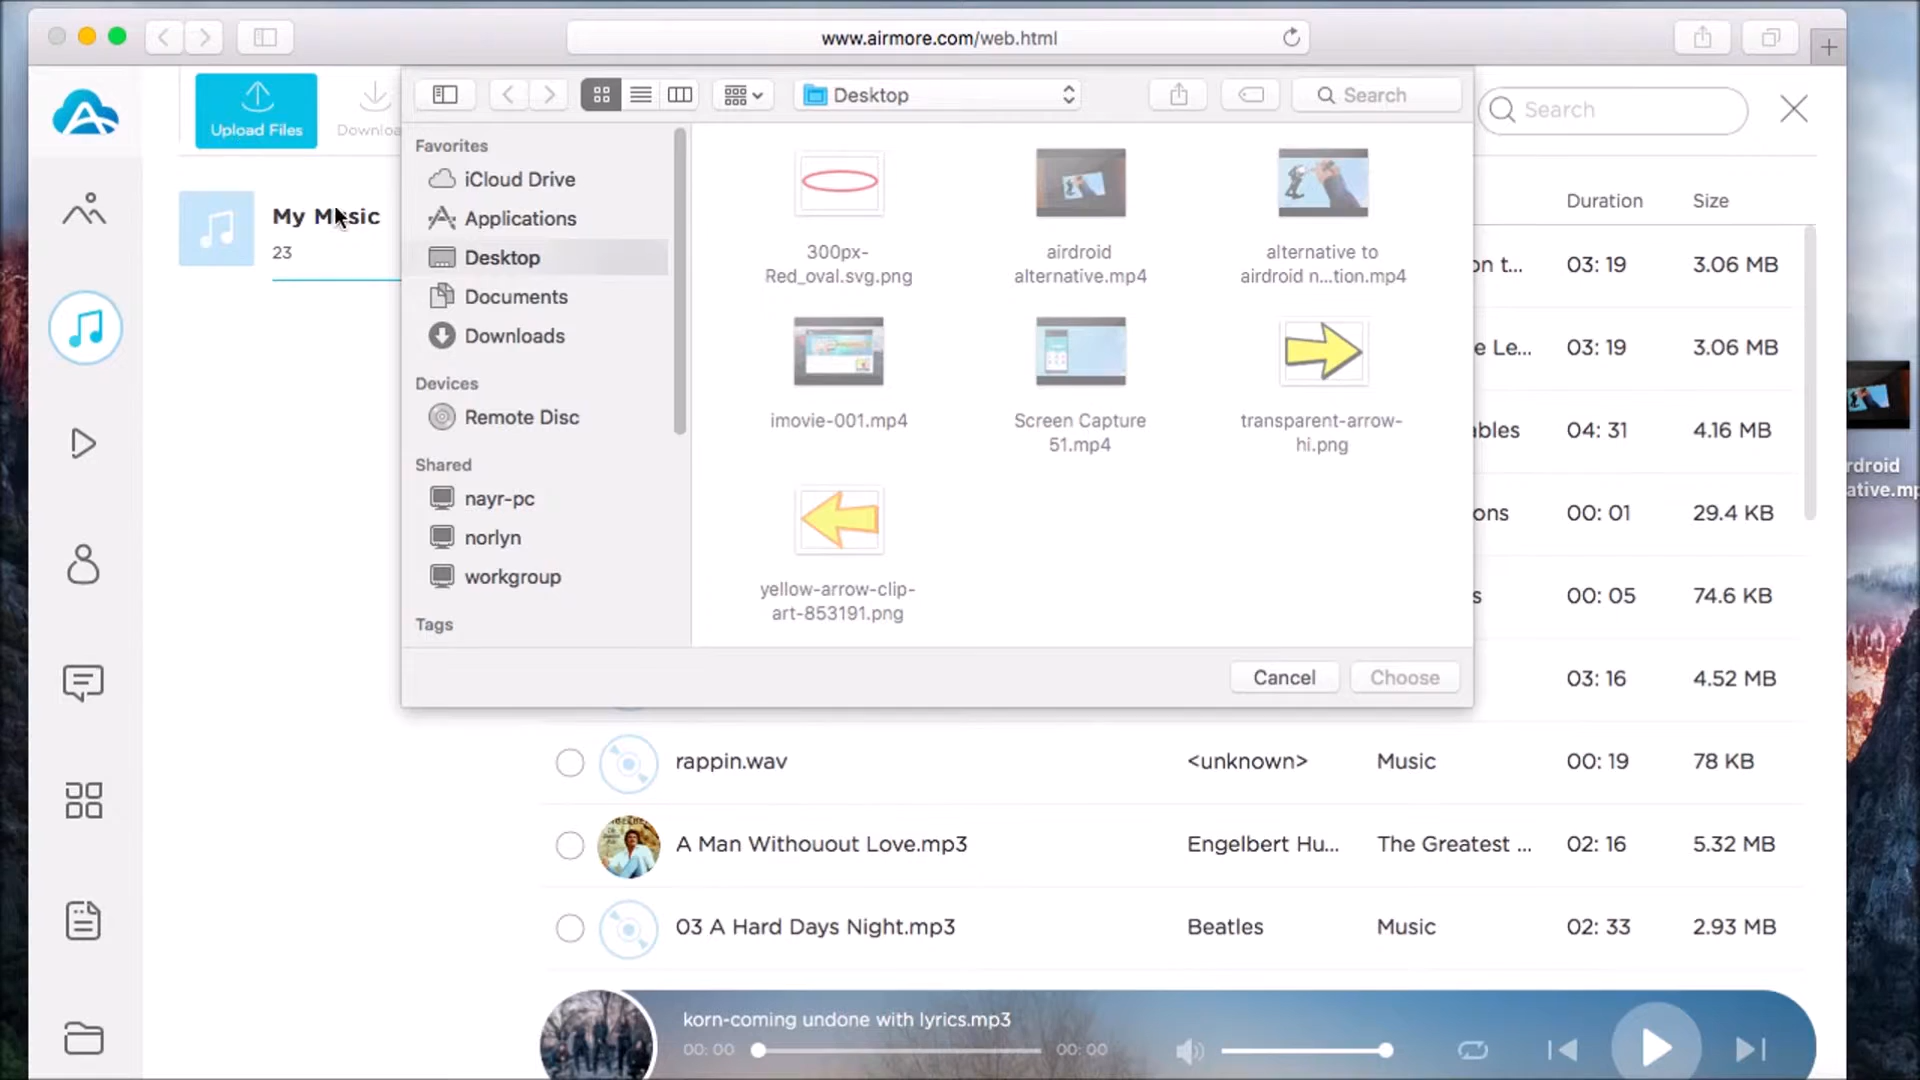 www.airmore.com/web.html
Upload Files
Desktop
Search
Search
My Music
23
Favorites
iCloud Drive
Applications
Desktop
Documents
Downloads
Devices
Remote Disc
Shared
nayr-pc
norlyn
workgroup
Tags
300px-
Red_oval.svg.png
airdroid
alternative.mp4
alternative to
airdroid n...tion.mp4
imovie-001.mp4
Screen Capture
51.mp4
transparent-arrow-
hi.png
yellow-arrow-clip-
art-853191.png
Cancel
Choose
Duration Size
on t... 03: 19 3.06 MB
e Le... 03: 19 3.06 MB
ables 04: 31 4.16 MB
ons 00: 01 29.4 KB
s 00: 05 74.6 KB
03: 16 4.52 MB
rappin.wav <unknown> Music 00: 19 78 KB
A Man Withouout Love.mp3 Engelbert Hu... The Greatest ... 02: 16 5.32 MB
03 A Hard Days Night.mp3 Beatles Music 02: 33 2.93 MB
korn-coming undone with lyrics.mp3
00: 00 00: 00